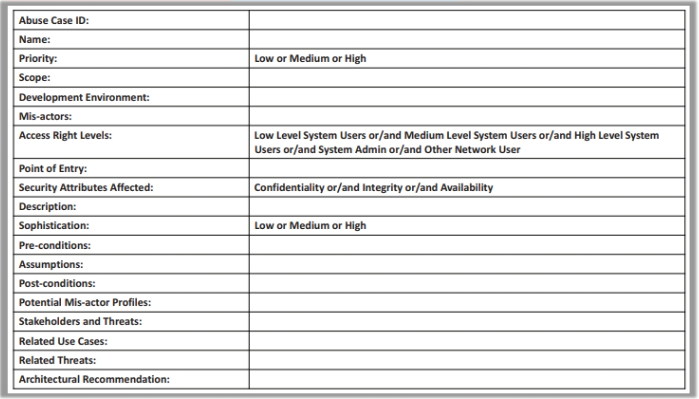 Abuse Case ID:
Name:
Priority: Low or Medium or High
Scope:
Development Environment:
Mis-actors:
Access Right Levels: Low Level System Users or/and Medium Level System Users or/and High Level System
Users or/and System Admin or/and Other Network User
Point of Entry:
Security Attributes Affected: Confidentiality or/and Integrity or/and Availability
Description:
Sophistication: Low or Medium or High
Pre-conditions:
Assumptions:
Post-conditions:
Potential Mis-actor Profiles:
Stakeholders and Threats:
Related Use Cases:
Related Threats:
Architectural Recommendation: